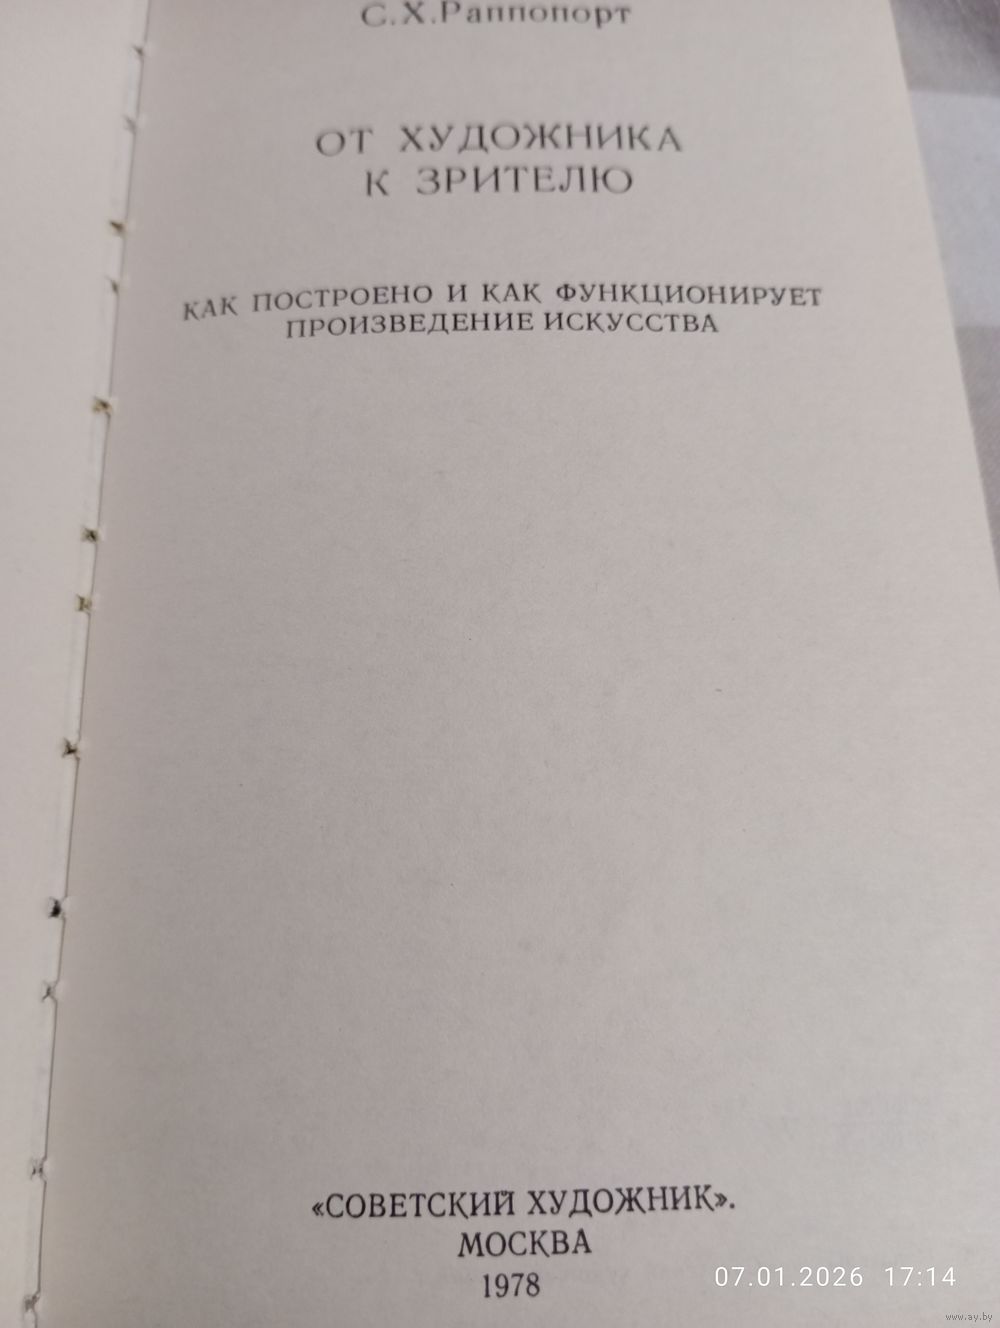 С.Х.Раппопорт
ОТ ХУДОЖНИКА
К ЗРИТЕЛЮ
КАК ПОСТРОЕНО И КАК ФУНКЦИОНИРУЕТ
ПРОИЗВЕДЕНИЕ ИСКУССТВА
«СОВЕТСКИЙ ХУДОЖНИК».
МОСКВА
1978
07.01.2026 17:14
www.ay.by